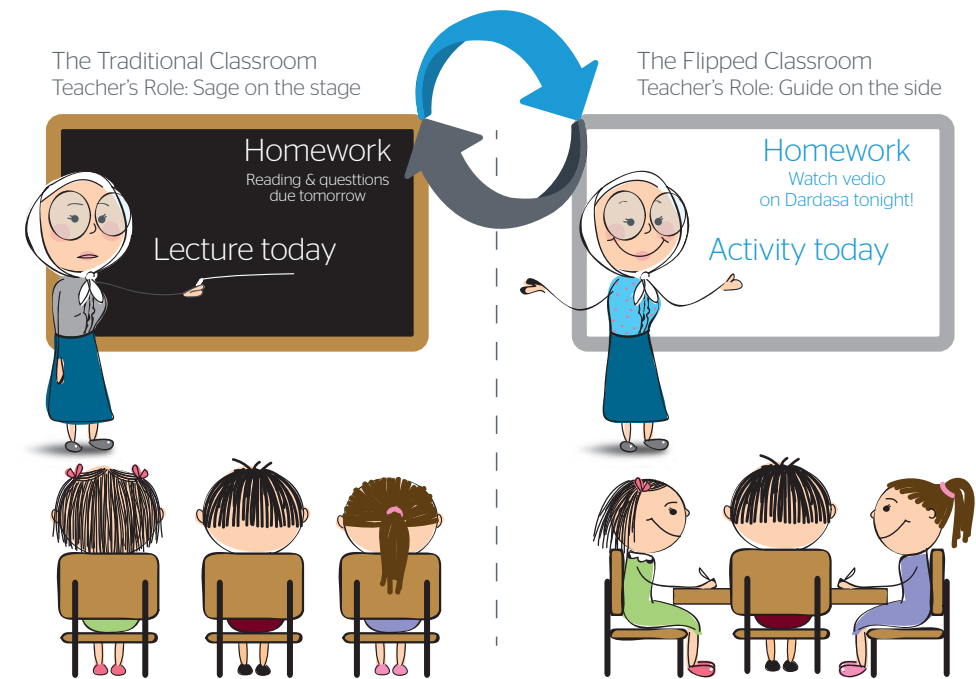 The Traditional Classroom
Teacher's Role: Sage on the stage
Homework
Reading & questtions
due tomorrow
Lecture today
The Flipped Classroom
Teacher's Role: Guide on the side
Homework
Watch vedio
on Dardasa tonight!
Activity today